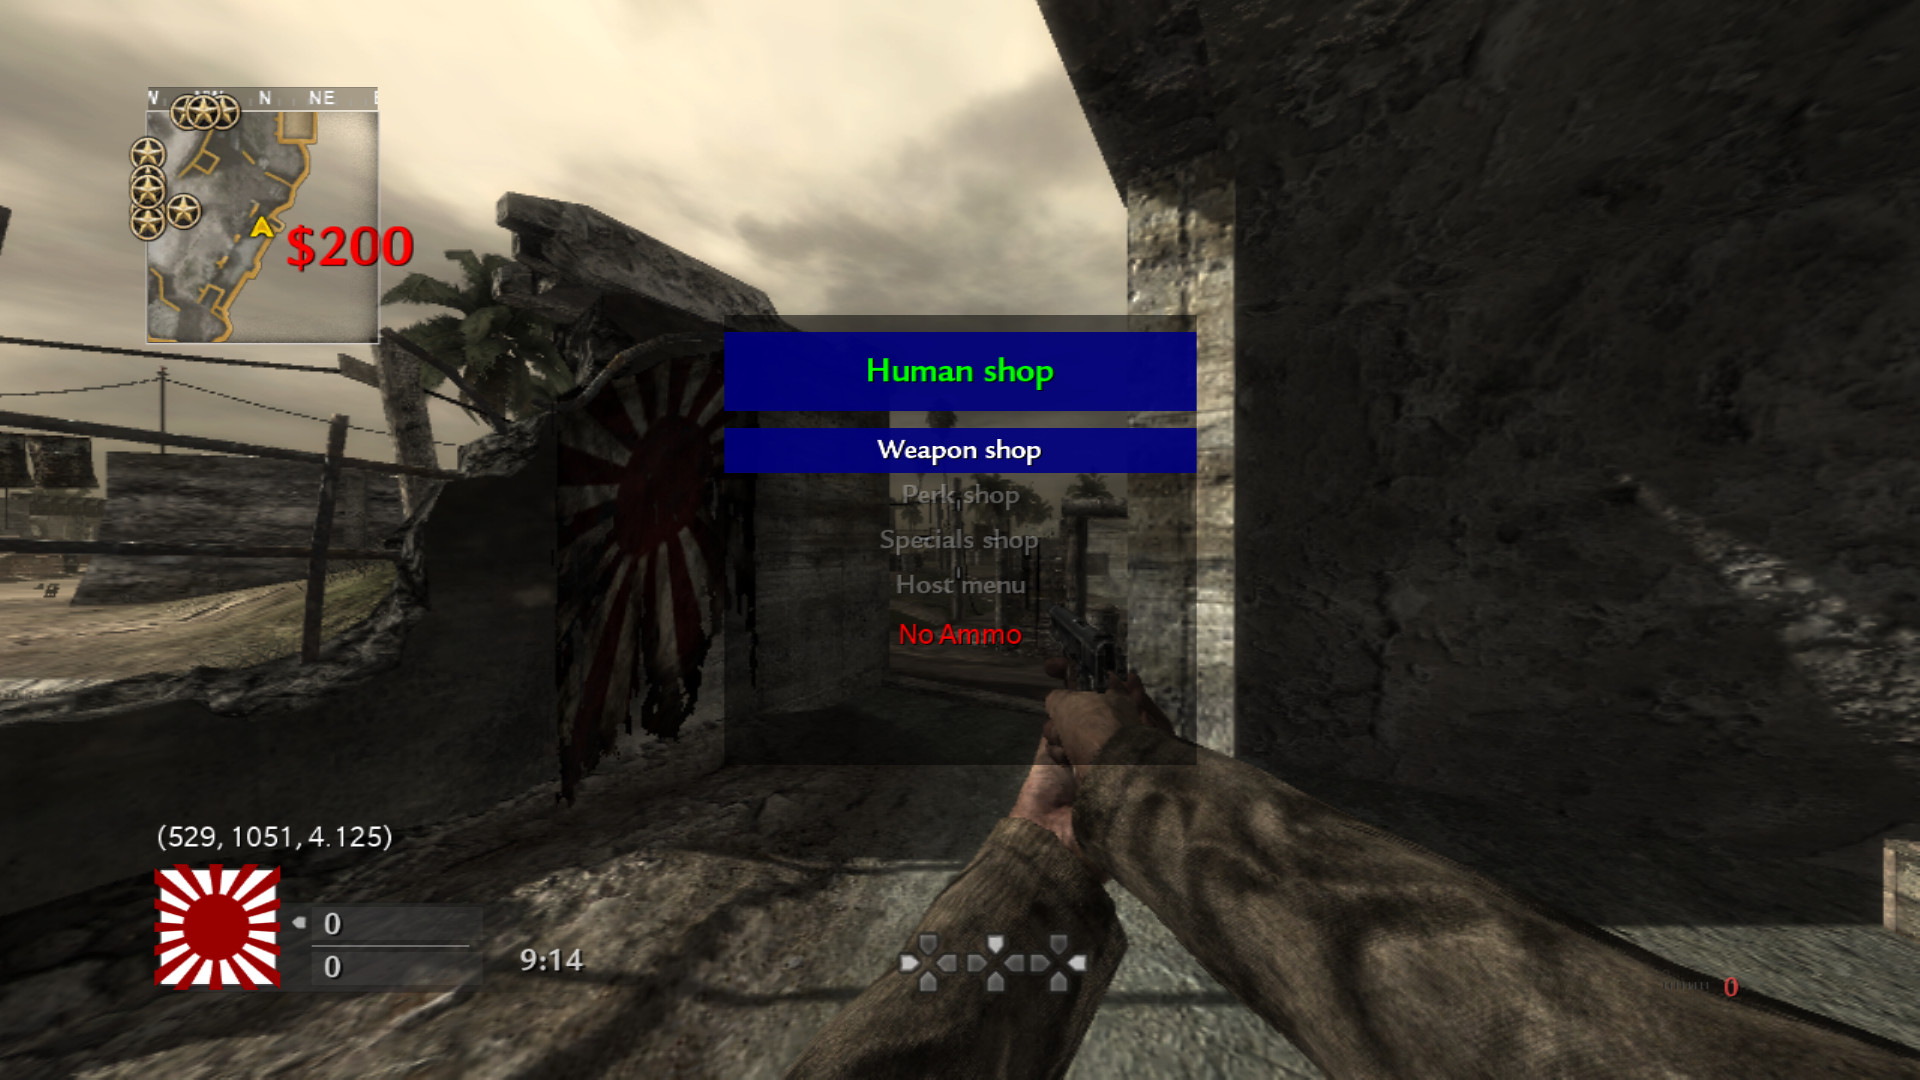 W NW N NE E
$200
Human shop
Weapon shop
Perk shop
Specials shop
Host menu
No Ammo
(529, 1051, 4.125)
0
0
9:14
0